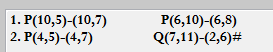 1. P(10,5)-(10,7) P(6,10)-(6,8)
2. P(4,5)-(4,7) Q(7,11)-(2,6)#